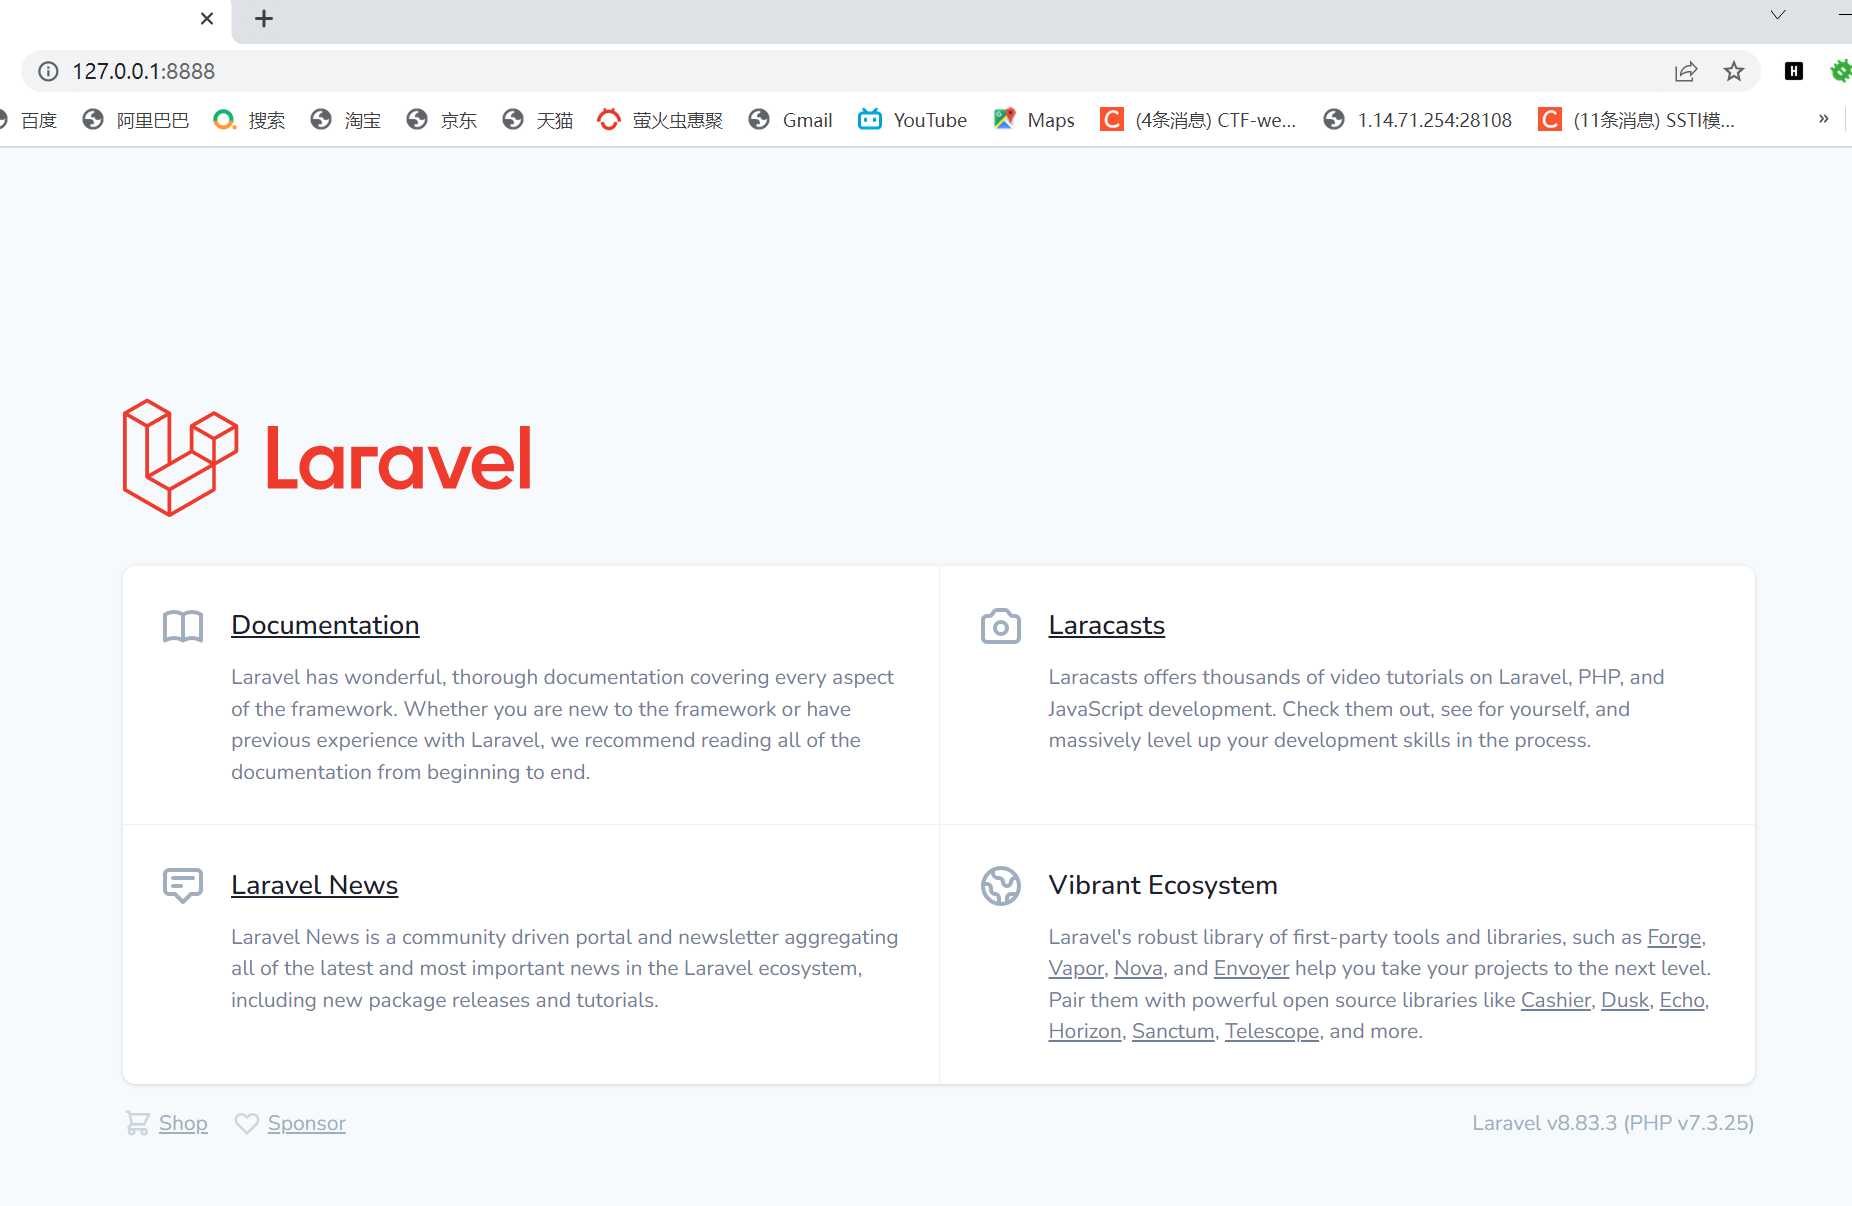 127.0.0.1:8888
百度 阿里巴巴 搜索 淘宝 京东 天猫 萤火虫惠聚 Gmail YouTube Maps C (4条消息) CTF-we... 1.14.71.254:28108 C (11条消息) SSTI模... »
Laravel
Documentation
Laravel has wonderful, thorough documentation covering every aspect
of the framework. Whether you are new to the framework or have
previous experience with Laravel, we recommend reading all of the
documentation from beginning to end.
Laracasts
Laracasts offers thousands of video tutorials on Laravel, PHP, and
JavaScript development. Check them out, see for yourself, and
massively level up your development skills in the process.
Laravel News
Laravel News is a community driven portal and newsletter aggregating
all of the latest and most important news in the Laravel ecosystem,
including new package releases and tutorials.
Vibrant Ecosystem
Laravel's robust library of first-party tools and libraries, such as Forge,
Vapor, Nova, and Envoyer help you take your projects to the next level.
Pair them with powerful open source libraries like Cashier, Dusk, Echo,
Horizon, Sanctum, Telescope, and more.
Shop Sponsor
Laravel v8.83.3 (PHP v7.3.25)